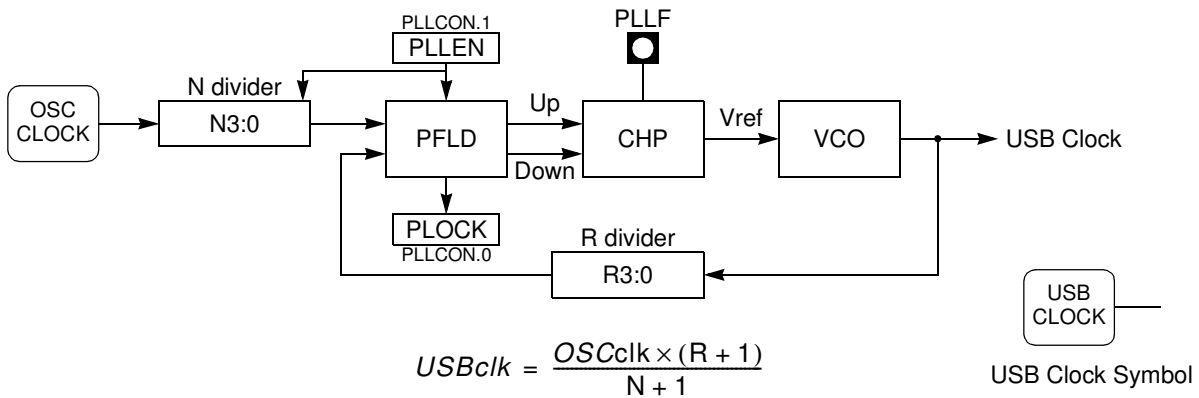 PLLCON.1
PLLEN
PLLF
N divider
OSC
CLOCK
N3:0
PFLD
Up
Down
CHP
Vref
VCO
USB Clock
PLOCK
PLLCON.0
R divider
R3:0
USB
CLOCK
USBclk = OSCclk × (R + 1)
N + 1
USB Clock Symbol